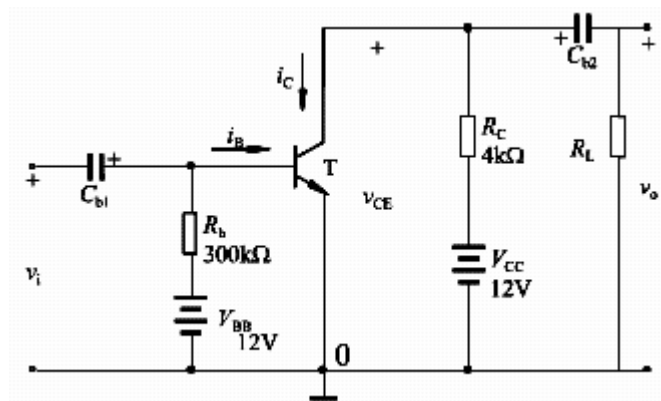 +
+
C_b2
+
i_C
R_C
4kΩ
R_L
i_B
T
+
+
C_b1
v_CE
v_o
R_b
300kΩ
v_i
V_CC
12V
V_BB
12V
0